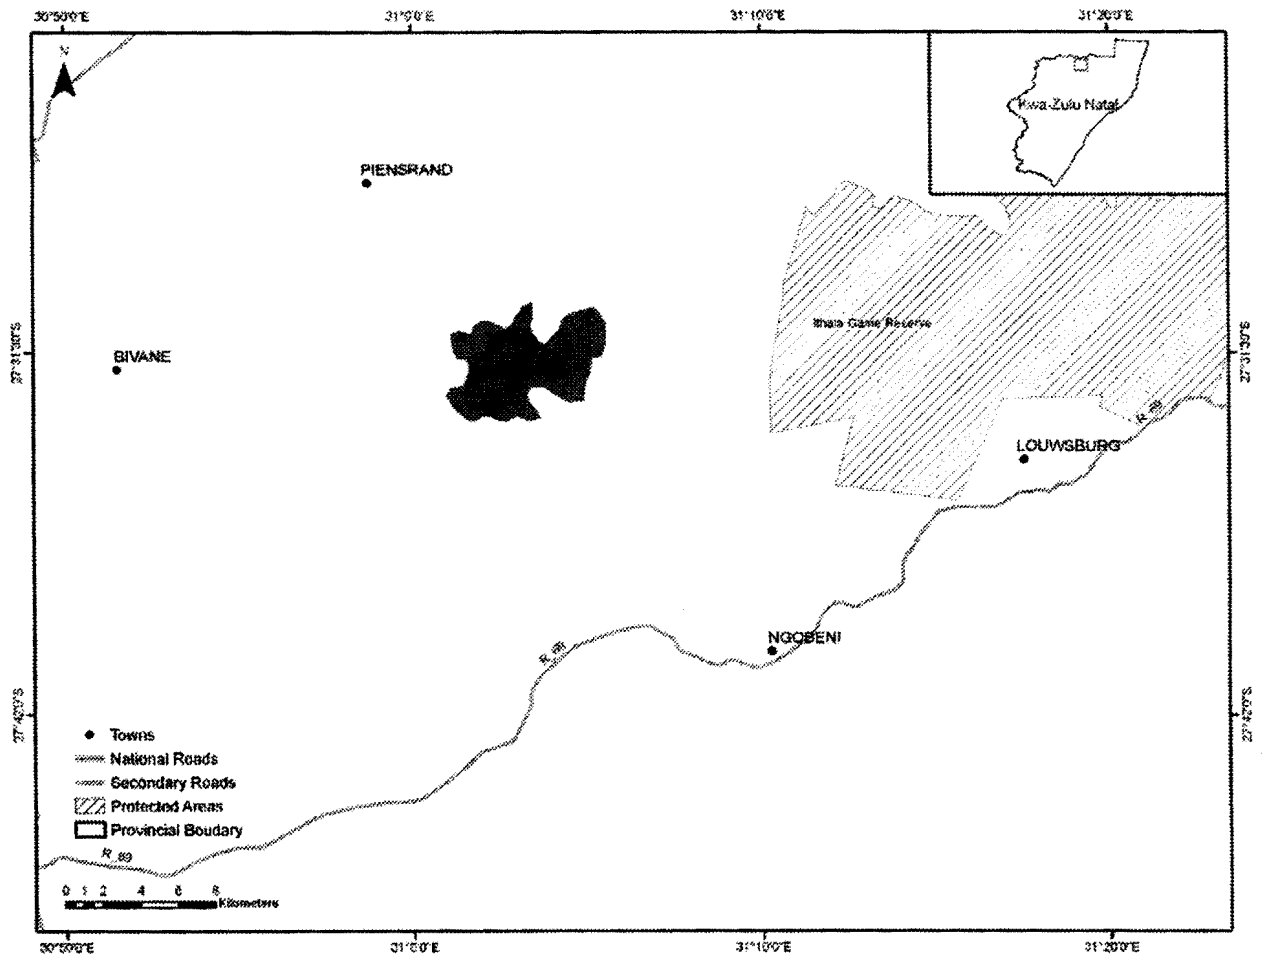 30°50'0"E 31°0'0"E 31°10'0"E 31°20'0"E
N
Kwa-Zulu Natal
PIENSRAND
Ithala Game Reserve
27°31'30"S 27°31'30"S
BIVANE
R
LOUWSBURG
R
NGOBENI
27°42'0"S 27°42'0"S
Towns
National Roads
Secondary Roads
Protected Areas
Provincial Boudary
R 69
0 1 2 4 6 8
Kilometers
30°50'0"E 31°0'0"E 31°10'0"E 31°20'0"E